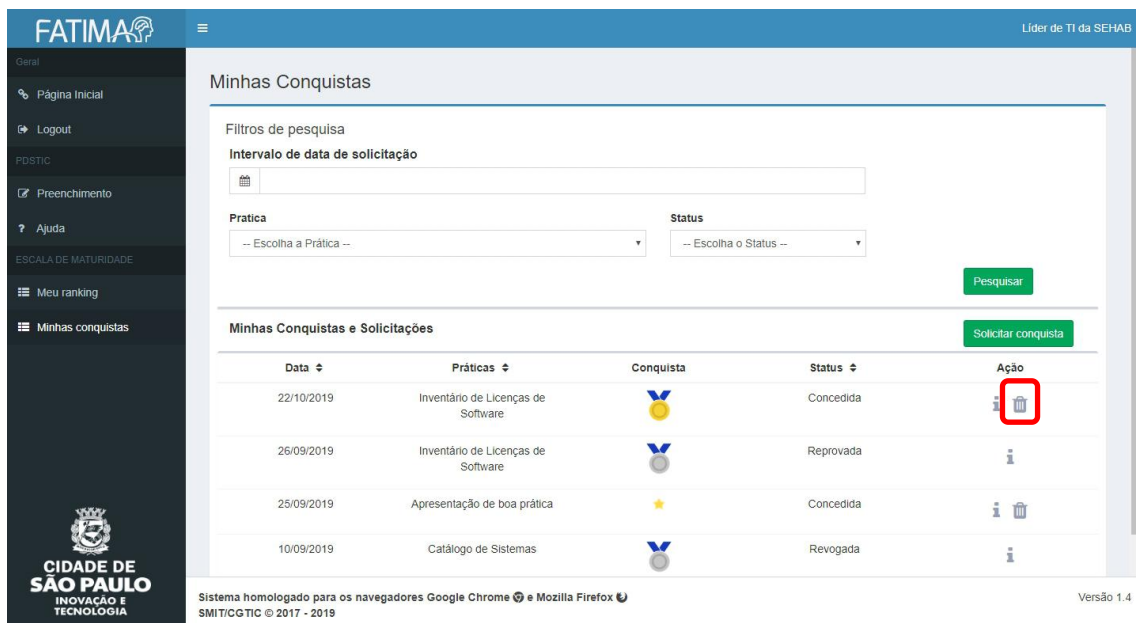 FATIMA
Líder de TI da SEHAB
Geral
Página Inicial
Logout
PDSTIC
Preenchimento
? Ajuda
ESCALA DE MATURIDADE
Meu ranking
Minhas conquistas
CIDADE DE
SÃO PAULO
INOVAÇÃO E
TECNOLOGIA
Minhas Conquistas
Filtros de pesquisa
Intervalo de data de solicitação
Pratica Status
-- Escolha a Prática -- -- Escolha o Status --
Pesquisar
Minhas Conquistas e Solicitações Solicitar conquista
Data Práticas Conquista Status Ação
22/10/2019 Inventário de Licenças de Concedida
Software
26/09/2019 Inventário de Licenças de Reprovada
Software
25/09/2019 Apresentação de boa prática Concedida
10/09/2019 Catálogo de Sistemas Revogada
Sistema homologado para os navegadores Google Chrome e Mozilla Firefox Versão 1.4
SMIT/CGTIC © 2017 - 2019